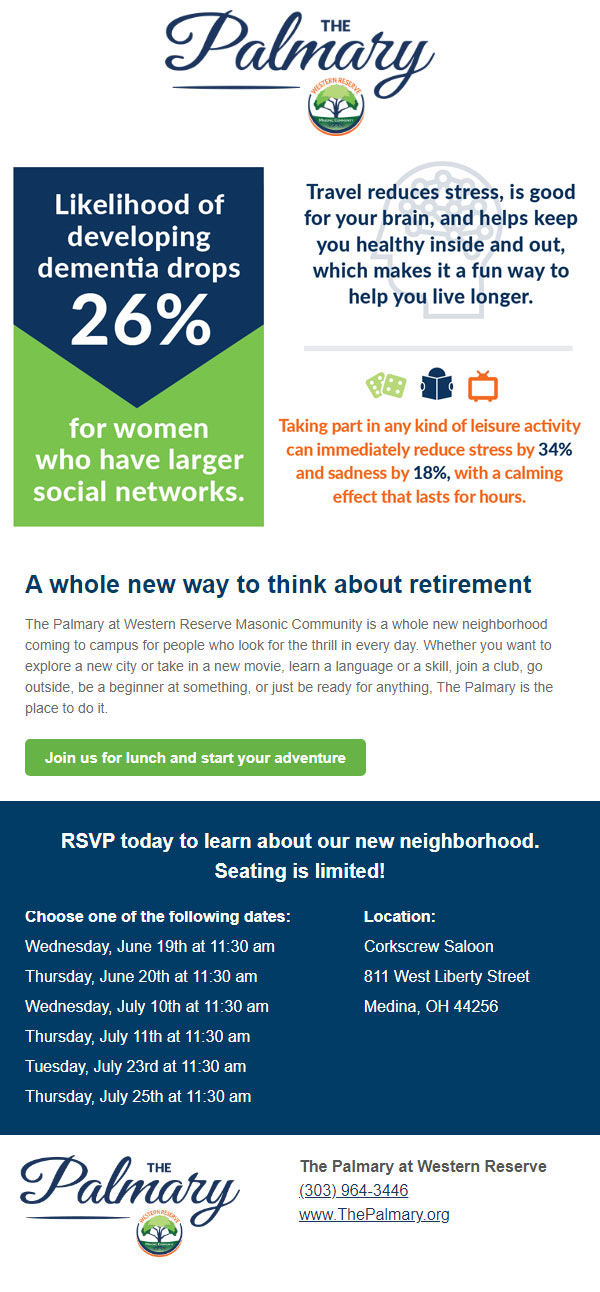 THE
Palmary
WESTERN RESERVE
MASONIC COMMUNITY
Likelihood of
developing
dementia drops
26%
for women
who have larger
social networks.
Travel reduces stress, is good
for your brain, and helps keep
you healthy inside and out,
which makes it a fun way to
help you live longer.
Taking part in any kind of leisure activity
can immediately reduce stress by 34%
and sadness by 18%, with a calming
effect that lasts for hours.
A whole new way to think about retirement
The Palmary at Western Reserve Masonic Community is a whole new neighborhood
coming to campus for people who look for the thrill in every day. Whether you want to
explore a new city or take in a new movie, learn a language or a skill, join a club, go
outside, be a beginner at something, or just be ready for anything, The Palmary is the
place to do it.
Join us for lunch and start your adventure
RSVP today to learn about our new neighborhood.
Seating is limited!
Choose one of the following dates:
Wednesday, June 19th at 11:30 am
Thursday, June 20th at 11:30 am
Wednesday, July 10th at 11:30 am
Thursday, July 11th at 11:30 am
Tuesday, July 23rd at 11:30 am
Thursday, July 25th at 11:30 am
Location:
Corkscrew Saloon
811 West Liberty Street
Medina, OH 44256
THE
Palmary
WESTERN RESERVE
MASONIC COMMUNITY
The Palmary at Western Reserve
(303) 964-3446
www.ThePalmary.org